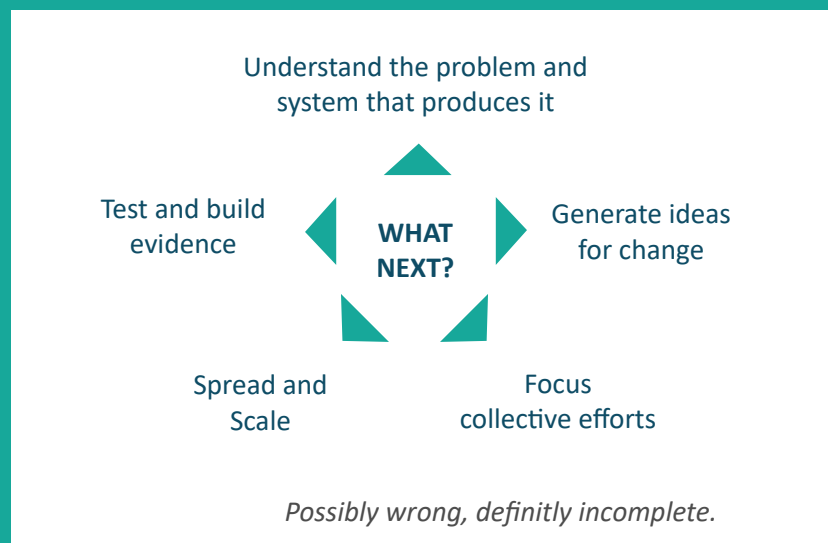 Understand the problem and
system that produces it
Test and build
evidence
WHAT
NEXT?
Generate ideas
for change
Spread and
Scale
Focus
collective efforts
Possibly wrong, definitly incomplete.